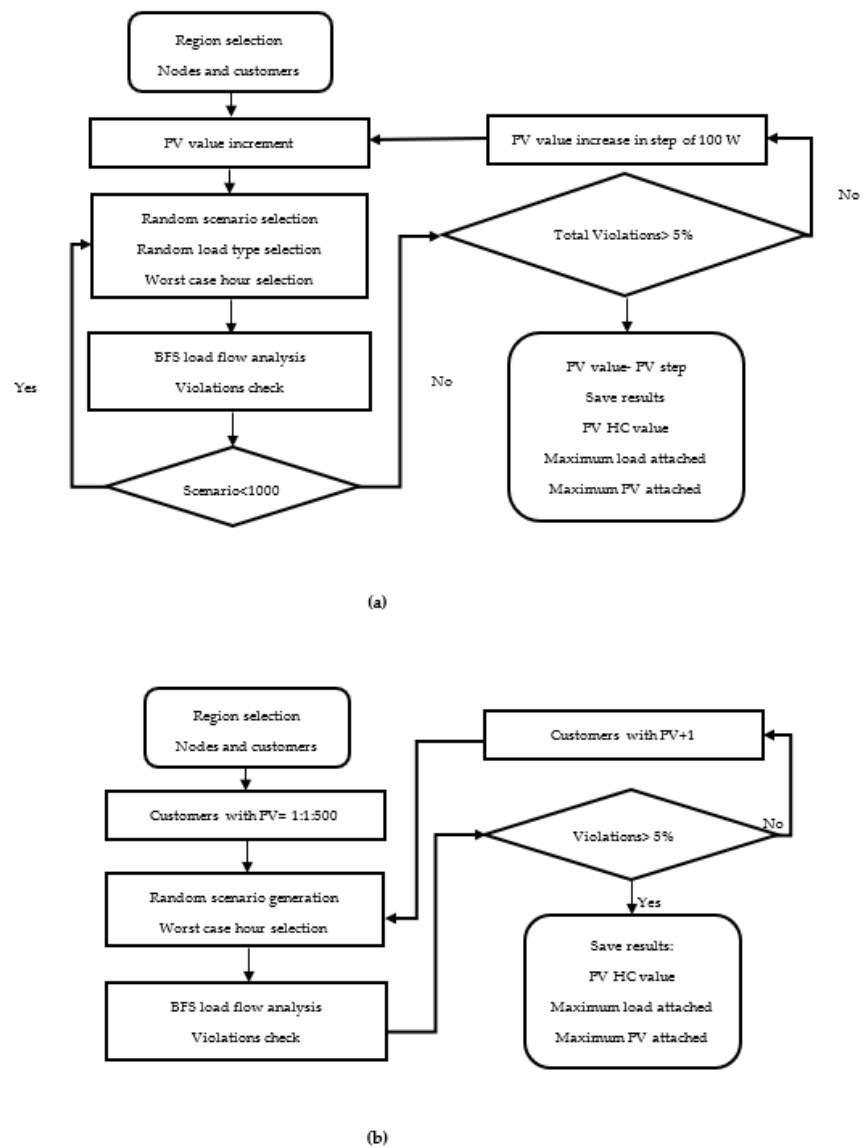 Region selection
Nodes and customers
PV value increment
PV value increase in step of 100 W
No
Random scenario selection
Random load type selection
Worst case hour selection
Total Violations> 5%
BFS load flow analysis
Violations check
Yes
No
PV value- PV step
Save results
PV HC value
Maximum load attached
Maximum PV attached
Scenario<1000
(a)
Region selection
Nodes and customers
Customers with PV+1
Customers with PV= 1:1:500
Violations> 5%
No
Random scenario generation
Worst case hour selection
Yes
BFS load flow analysis
Violations check
Save results:
PV HC value
Maximum load attached
Maximum PV attached
(b)